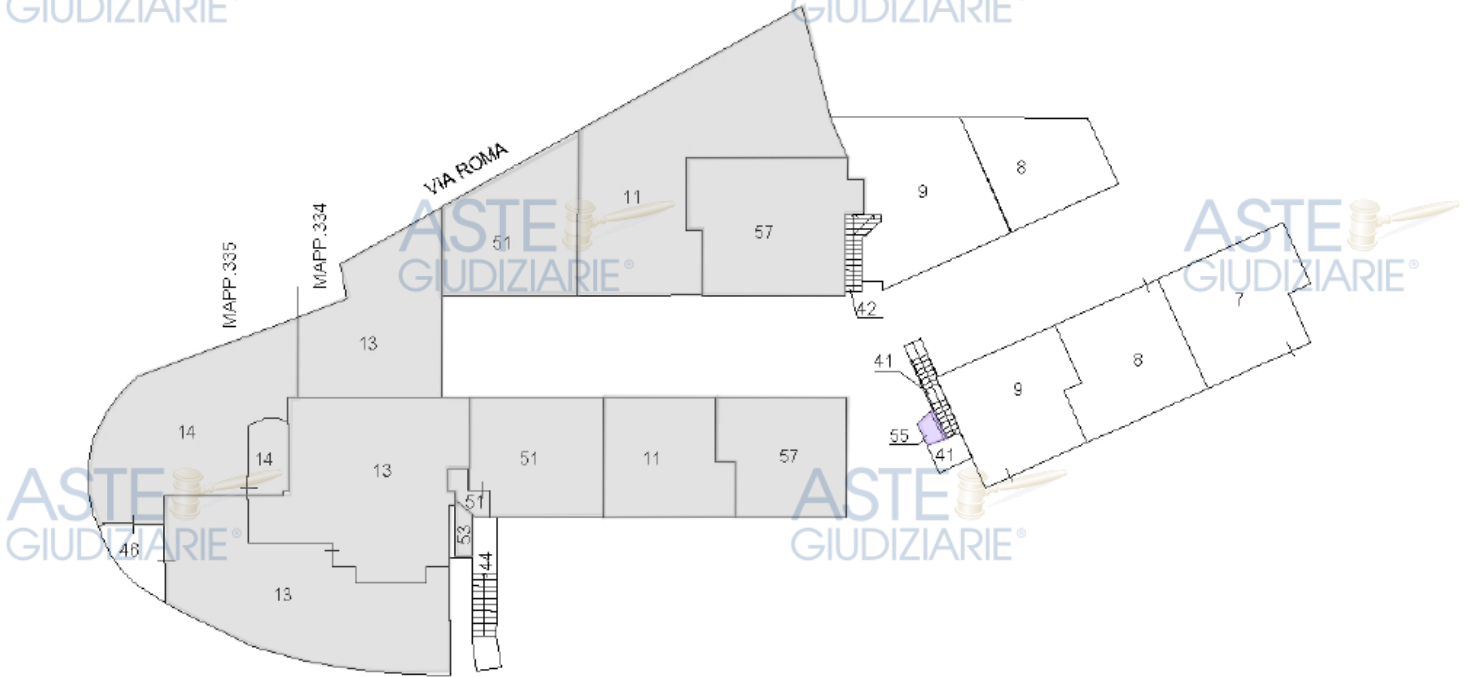 GIUDIZIARIE®
GIUDIZIARIE®
VIA ROMA
8
9
11
ASTE
GIUDIZIARIE®
ASTE
GIUDIZIARIE®
51
57
MAPP.334
MAPP.335
7
42
13
41
8
9
14
55
41
14
13
51
11
57
ASTE
GIUDIZIARIE®
ASTE
GIUDIZIARIE®
51
53
46
44
13